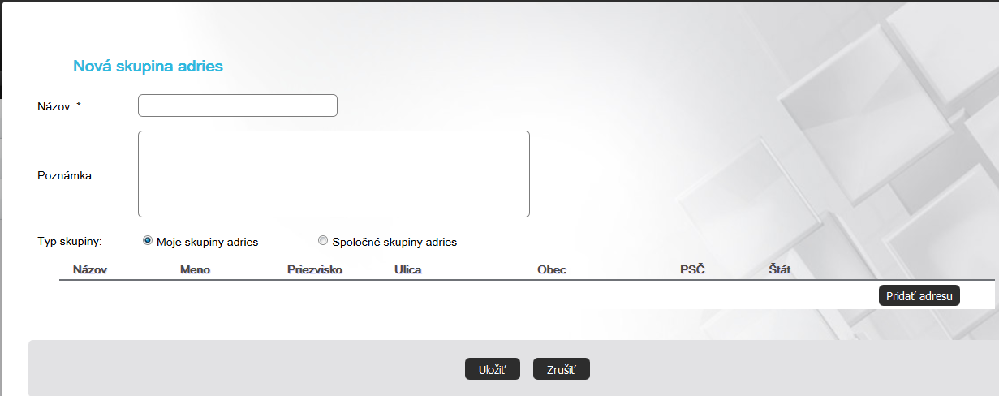 Nová skupina adries
Názov: *
Poznámka:
Typ skupiny: Moje skupiny adries Spoločné skupiny adries
Názov Meno Priezvisko Ulica Obec PSČ Štát
Pridať adresu
Uložiť Zrušiť